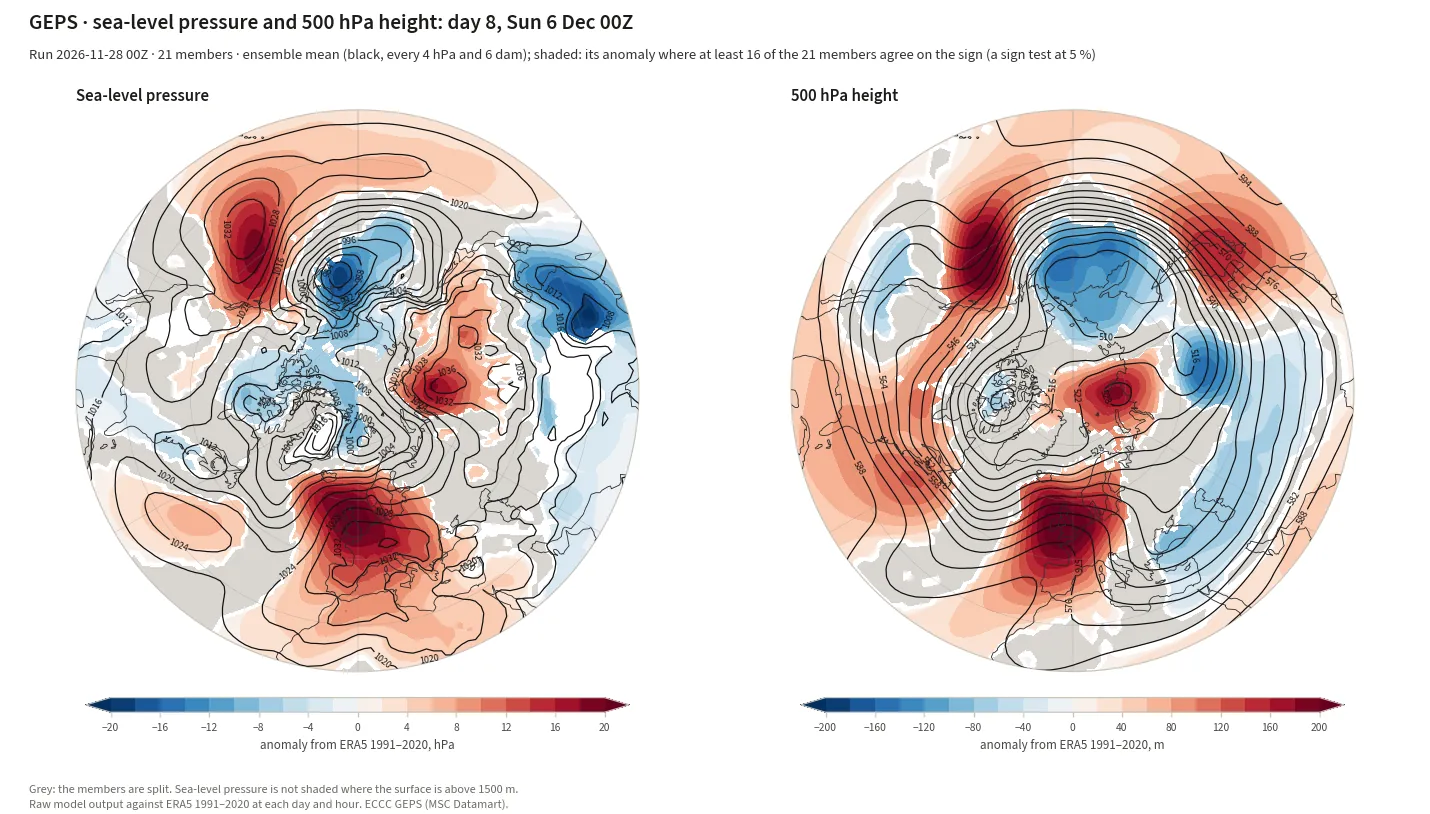 GEPS · sea-level pressure and 500 hPa height: day 8, Sun 6 Dec 00Z
Run 2026-11-28 00Z · 21 members · ensemble mean (black, every 4 hPa and 6 dam); shaded: its anomaly where at least 16 of the 21 members agree on the sign (a sign test at 5 %)
Sea-level pressure
500 hPa height
−20 −16 −12 −8 −4 0 4 8 12 16 20
anomaly from ERA5 1991–2020, hPa
−200 −160 −120 −80 −40 0 40 80 120 160 200
anomaly from ERA5 1991–2020, m
Grey: the members are split. Sea-level pressure is not shaded where the surface is above 1500 m.
Raw model output against ERA5 1991–2020 at each day and hour. ECCC GEPS (MSC Datamart).